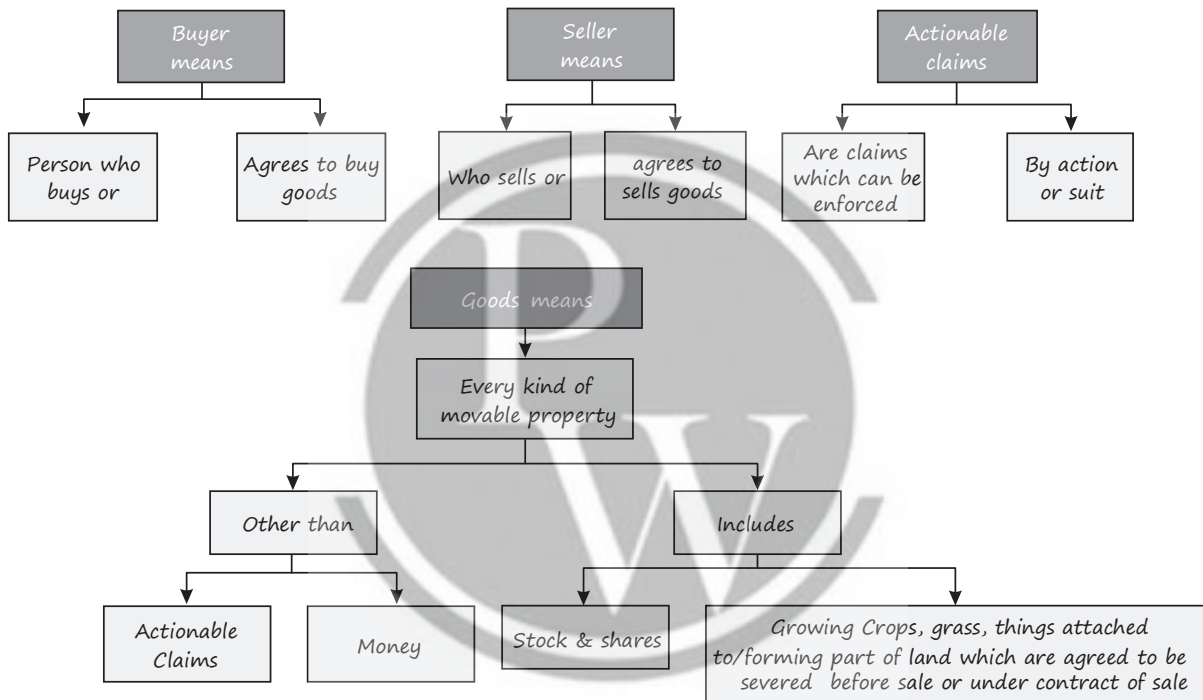 Buyer
means
Seller
means
Actionable
claims
Person who
buys or
Agrees to buy
goods
Who sells or
agrees to
sells goods
Are claims
which can be
enforced
By action
or suit
Goods means
Every kind of
movable property
Other than
Includes
Actionable
Claims
Money
Stock & shares
Growing Crops, grass, things attached
to/forming part of land which are agreed to be
severed before sale or under contract of sale
PW